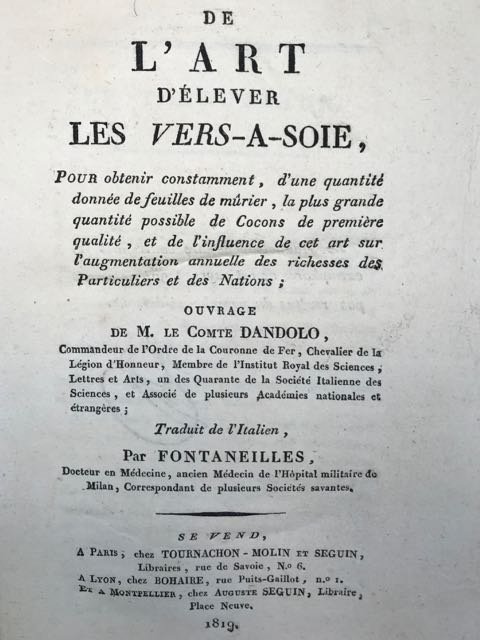 DE
L'ART
D'ÉLEVER
LES VERS-A-SOIE,
POUR obtenir constamment, d'une quantité
donnée de feuilles de mûrier, la plus grande
quantité possible de Cocons de première
qualité, et de l'influence de cet art sur
l'augmentation annuelle des richesses des
Particuliers et des Nations;
OUVRAGE
DE M. LE COMTE DANDOLO,
Commandeur de l'Ordre de la Couronne de Fer, Chevalier de la
Légion d'Honneur, Membre de l'Institut Royal des Sciences,
Lettres et Arts, un des Quarante de la Société Italienne des
Sciences, et Associé de plusieurs Académies nationales et
étrangères;
Traduit de l'Italien,
Par FONTANEILLES,
Docteur en Médecine, ancien Médecin de l'Hôpital militaire de
Milan, Correspondant de plusieurs Sociétés savantes.
SE VEND,
A PARIS, chez TOURNACHON-MOLIN ET SEGUIN,
Libraires, rue de Savoie, N.o 6.
A LYON, chez BOHAIRE, rue Puits-Gaillot, n.o 1.
ET A MONTPELLIER, chez AUGUSTE SEGUIN, Libraire,
Place Neuve.
1819.